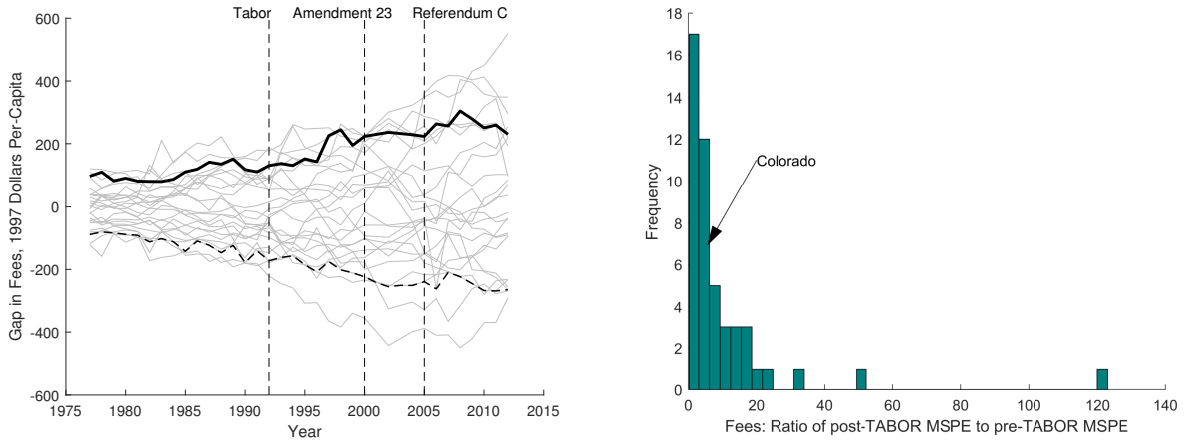 Tabor Amendment 23 Referendum C
600
400
200
0
-200
-400
-600
Gap in Fees, 1997 Dollars Per-Capita
1975 1980 1985 1990 1995 2000 2005 2010 2015
Year
18
16
14
12
10
8
6
4
2
0
Frequency
Colorado
0 20 40 60 80 100 120 140
Fees: Ratio of post-TABOR MSPE to pre-TABOR MSPE